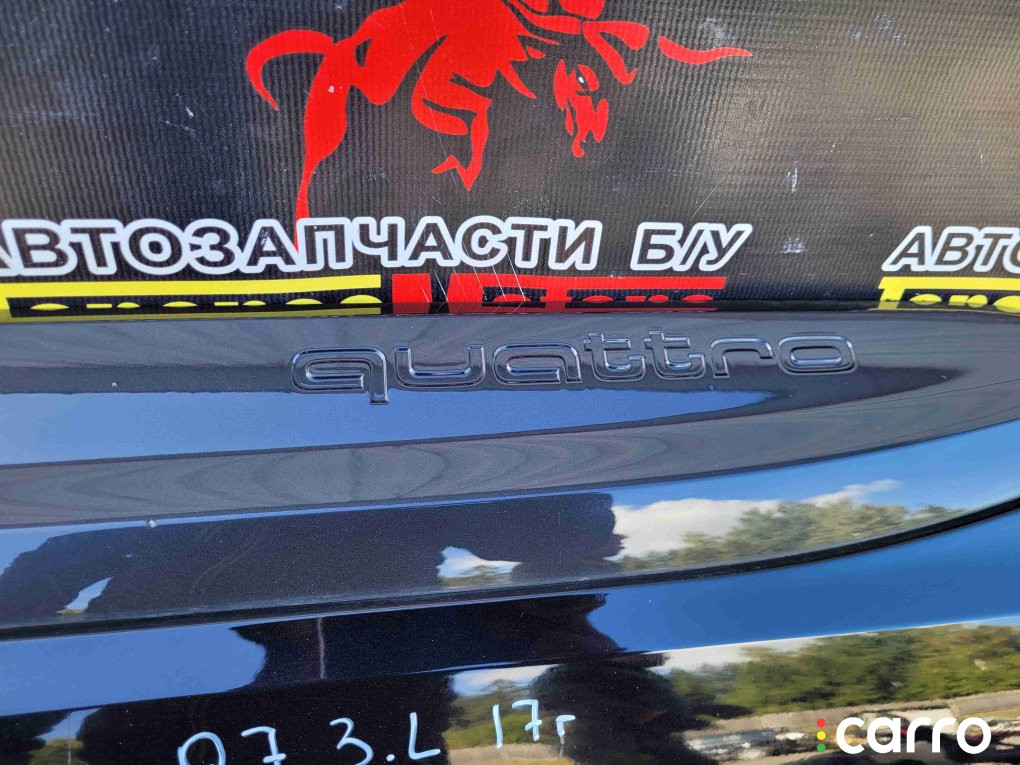 АВТОЗАПЧАСТИ Б/У АВТО
quattro
Q7 3.L 17г
carro